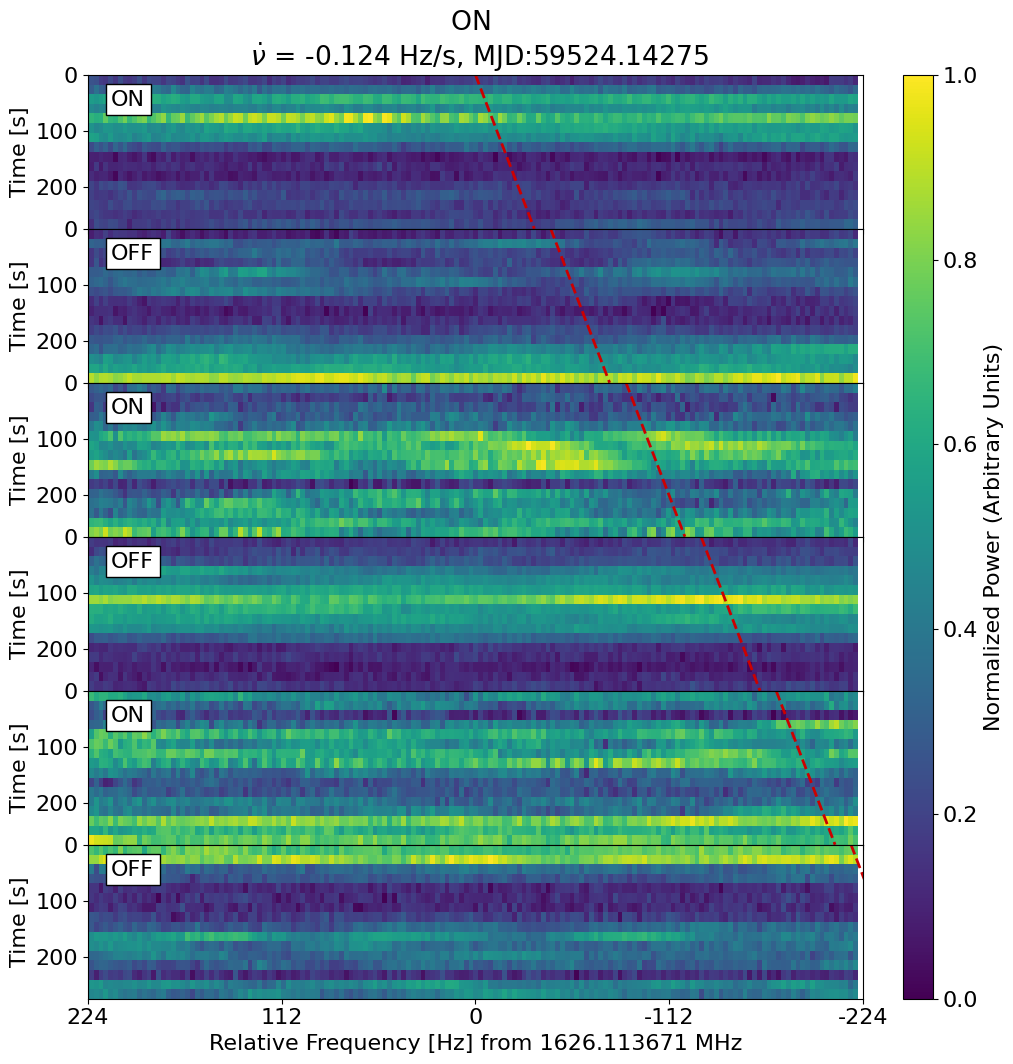 ON
ν̇ = -0.124 Hz/s, MJD:59524.14275
0
ON
100
200
Time [s]
0
OFF
100
200
Time [s]
0
ON
100
200
Time [s]
0
OFF
100
200
Time [s]
0
ON
100
200
Time [s]
0
OFF
100
200
Time [s]
224 112 0 -112 -224
Relative Frequency [Hz] from 1626.113671 MHz
1.0
0.8
0.6
0.4
0.2
0.0
Normalized Power (Arbitrary Units)